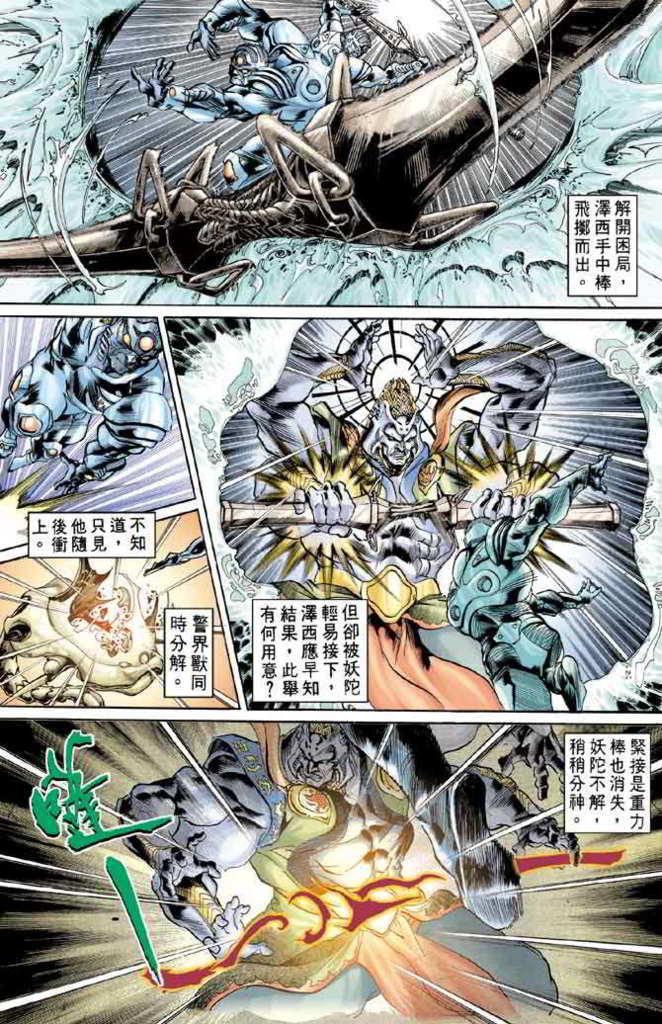 解開困局，
澤西手中棒
飛擲而出。
但卻被妖陀
輕易接下，
澤西應早知
結果，此舉
有何用意？
不知
道，
只見
他隨
後衝
上。
警界獸同
時分解。
緊接是重力
棒也消失，
妖陀不解，
稍稍分神。